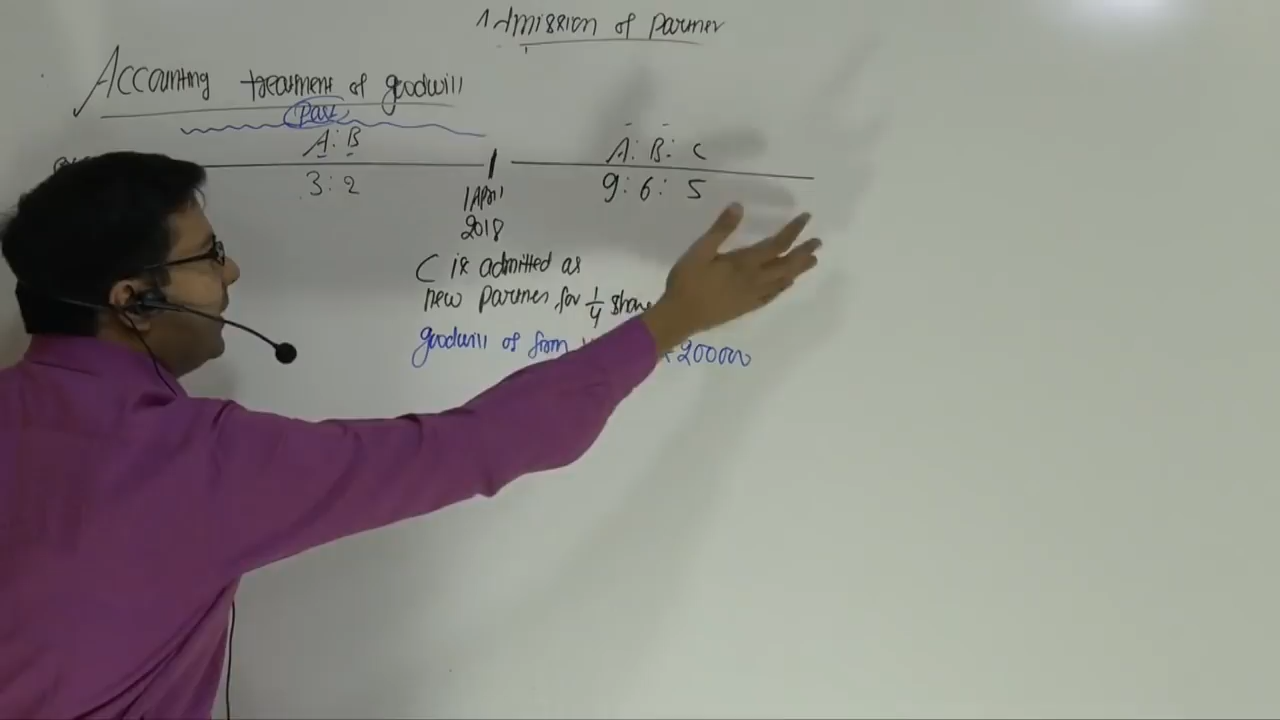 Admission of Partner
Accounting treatment of goodwill
Past
A: B
A: B: C
3: 2
9: 6: 5
1 April
2018
C is admitted as
new Partner for 1/4 share
goodwill of firm 200000